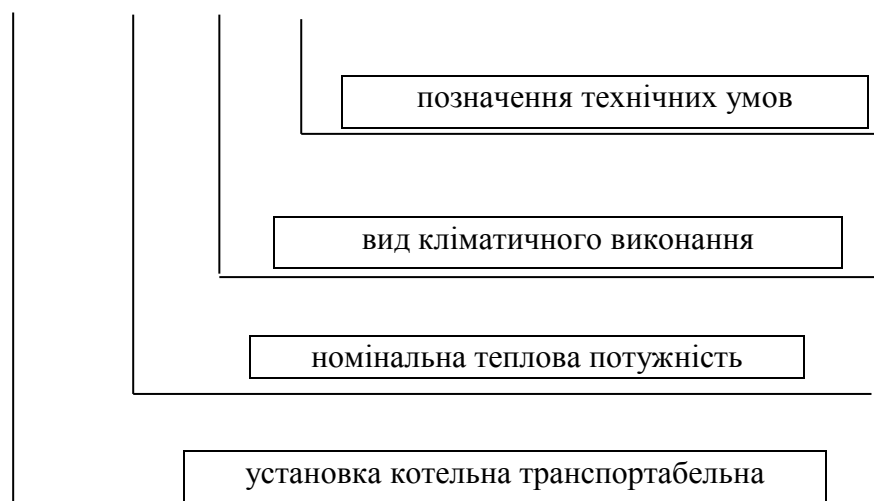 позначення технічних умов
вид кліматичного виконання
номінальна теплова потужність
установка котельна транспортабельна